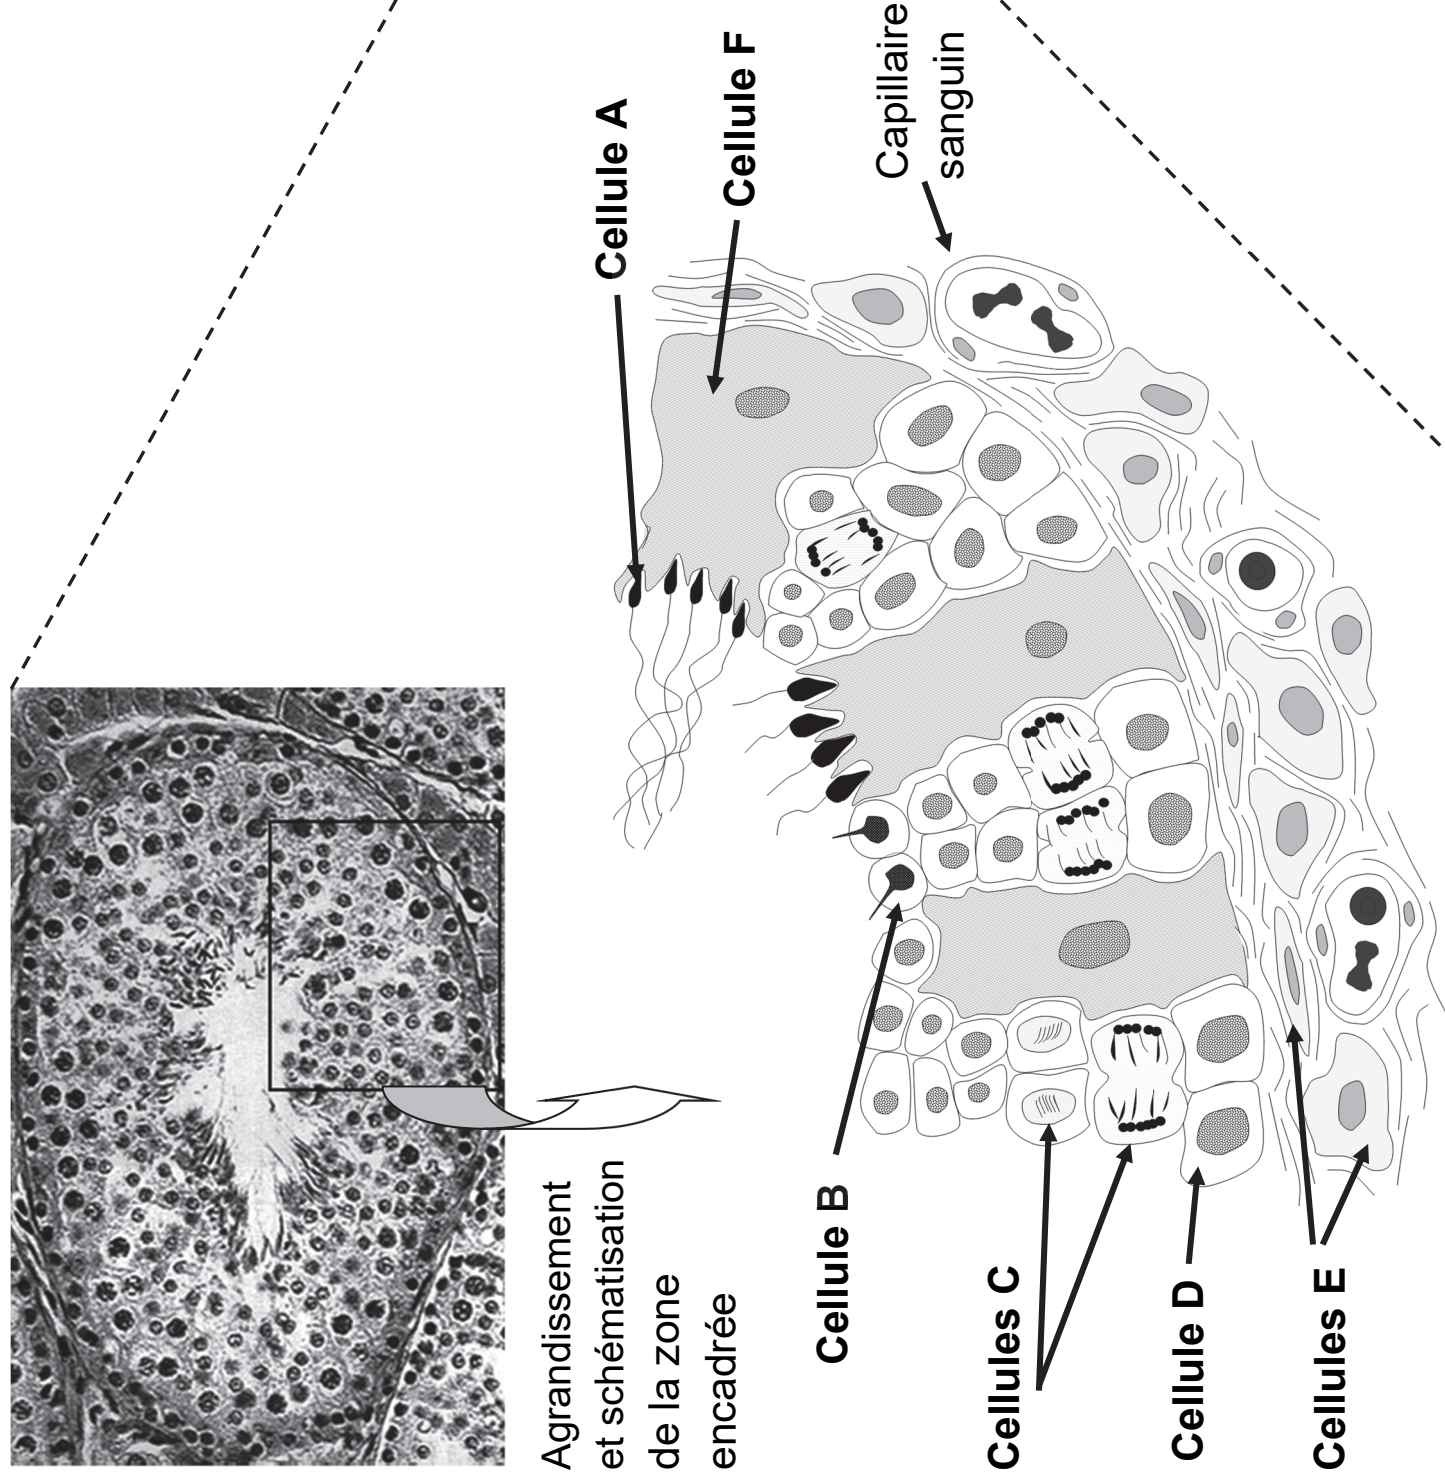 Agrandissement
et schématisation
de la zone
encadrée
Cellule A
Cellule F
Capillaire
sanguin
Cellule B
Cellules C
Cellule D
Cellules E